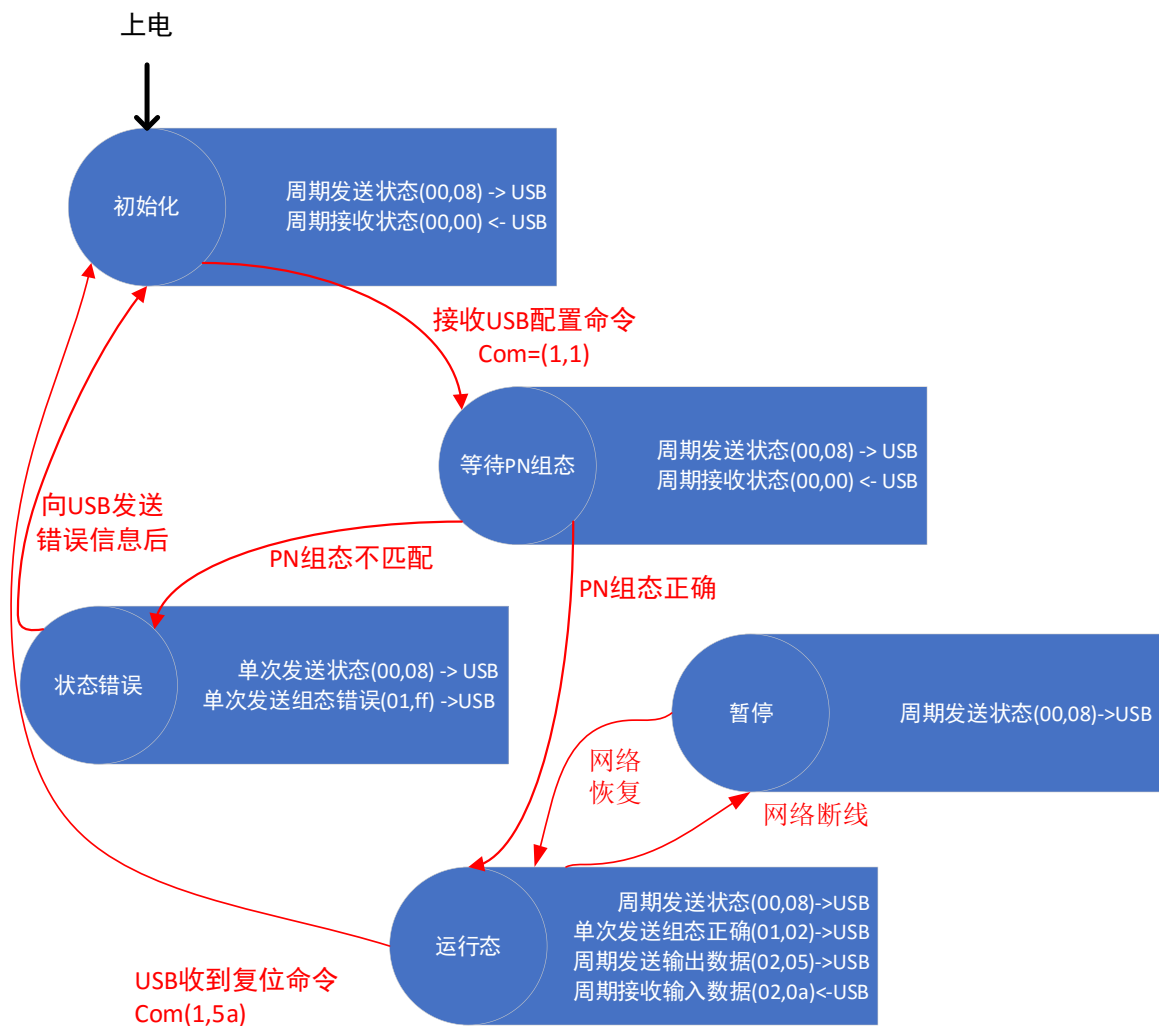 上电
初始化
周期发送状态(00,08) -> USB
周期接收状态(00,00) <- USB
接收USB配置命令
Com=(1,1)
等待PN组态
周期发送状态(00,08) -> USB
周期接收状态(00,00) <- USB
向USB发送
错误信息后
PN组态不匹配
PN组态正确
状态错误
单次发送状态(00,08) -> USB
单次发送组态错误(01,ff) ->USB
暂停
周期发送状态(00,08)->USB
网络
恢复
网络断线
运行态
周期发送状态(00,08)->USB
单次发送组态正确(01,02)->USB
周期发送输出数据(02,05)->USB
周期接收输入数据(02,0a)<-USB
USB收到复位命令
Com(1,5a)